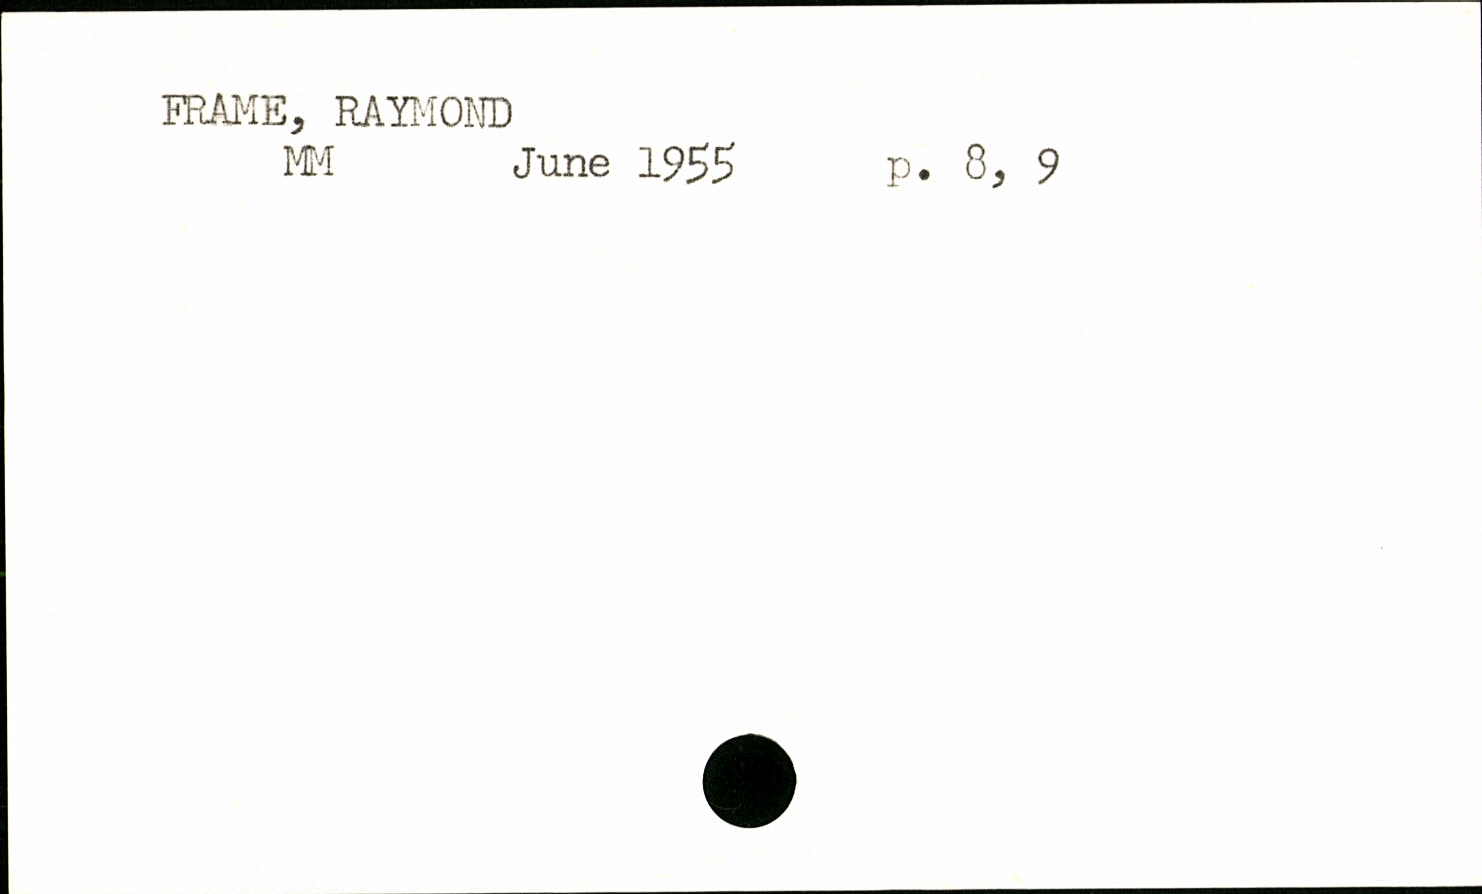 FRAME, RAYMOND
MM June 1955 p. 8, 9